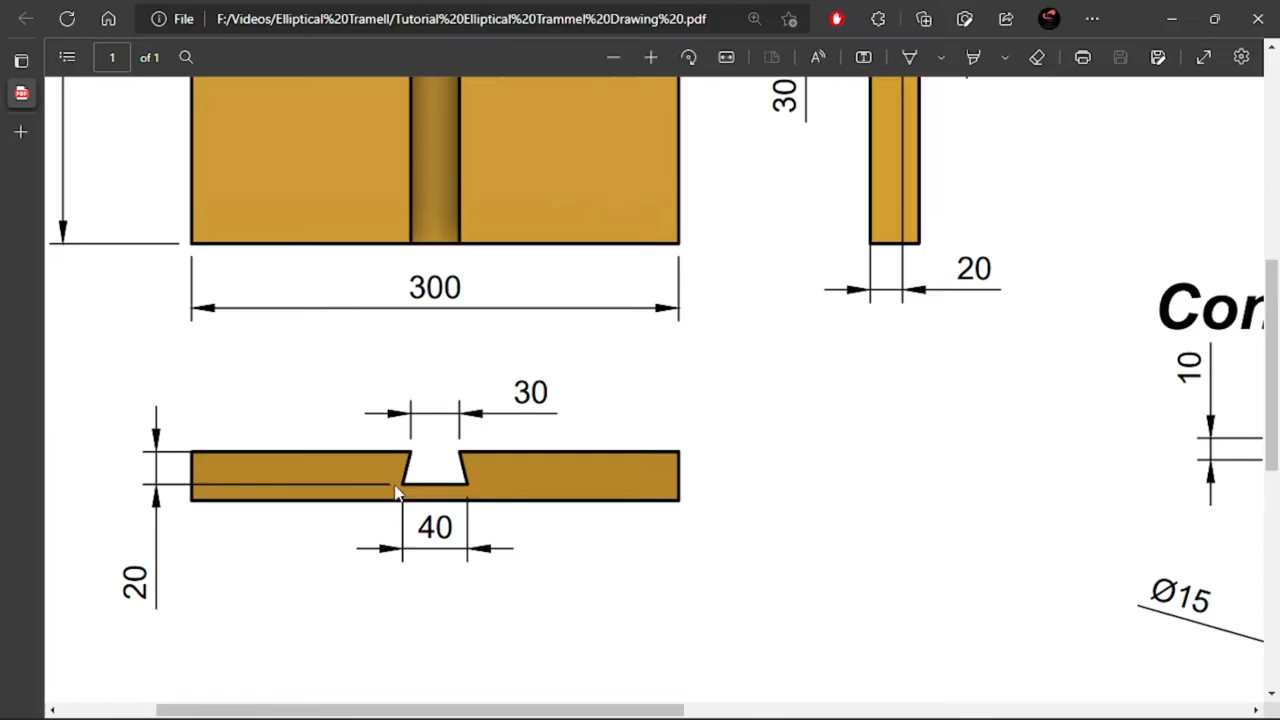 File
F:/Videos/Elliptical%20Tramell/Tutorial%20Elliptical%20Trammel%20Drawing%20.pdf
1 of 1
30
20
300
Con
10
30
40
20
Ø15